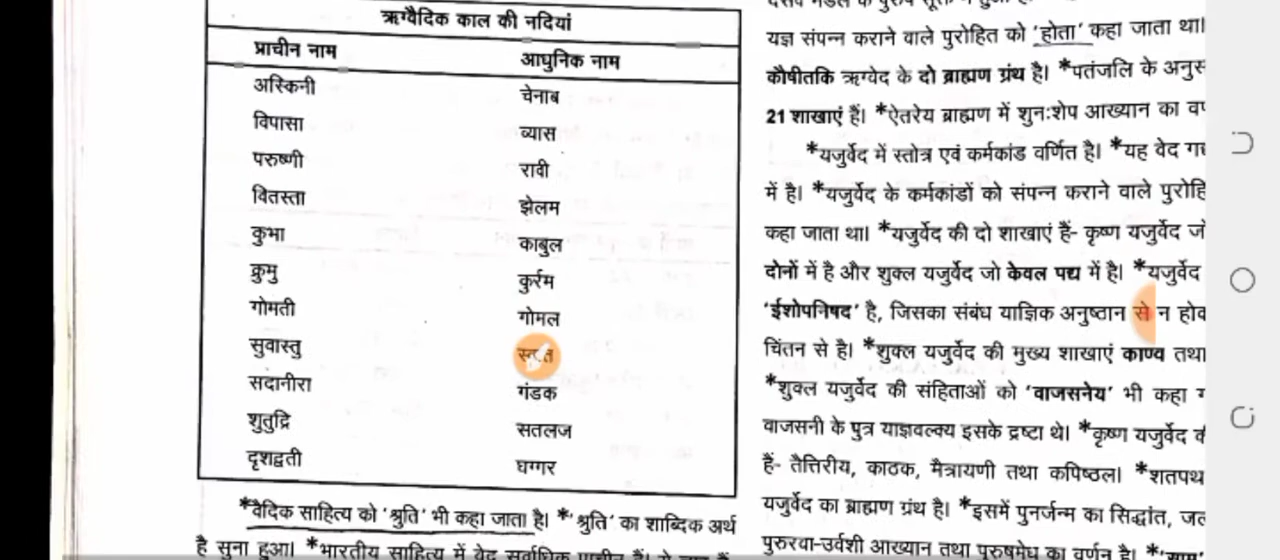 ऋग्वैदिक काल की नदियां
प्राचीन नाम आधुनिक नाम
अस्किनी चेनाब
विपासा व्यास
परुष्णी रावी
वितस्ता झेलम
कुभा काबुल
क्रुमु कुर्रम
गोमती गोमल
सुवास्तु
सदानीरा गंडक
शुतुद्रि सतलज
दृशद्वती घग्गर
*वैदिक साहित्य को 'श्रुति' भी कहा जाता है। *'श्रुति' का शाब्दिक अर्थ
है सुना हुआ। *भारतीय साहित्य में वेद सर्वाधिक प्राचीन हैं।
यज्ञ संपन्न कराने वाले पुरोहित को 'होता' कहा जाता था।
कौषीतकि ऋग्वेद के दो ब्राह्मण ग्रंथ है। *पतंजलि के
21 शाखाएं हैं। *ऐतरेय ब्राह्मण में शुनःशेप आख्यान का
*यजुर्वेद में स्तोत्र एवं कर्मकांड वर्णित है। *यह वेद
में है। *यजुर्वेद के कर्मकांडों को संपन्न कराने वाले
कहा जाता था। *यजुर्वेद की दो शाखाएं हैं- कृष्ण यजुर्वेद
दोनों में है और शुक्ल यजुर्वेद जो केवल पद्य में है। *यजुर्वेद
'ईशोपनिषद' है, जिसका संबंध याज्ञिक अनुष्ठान से न
चिंतन से है। *शुक्ल यजुर्वेद की मुख्य शाखाएं काण्व तथा
*शुक्ल यजुर्वेद की संहिताओं को 'वाजसनेय' भी कहा
वाजसनी के पुत्र याज्ञवल्क्य इसके द्रष्टा थे। *कृष्ण यजुर्वेद
हैं- तैत्तिरीय, काठक, मैत्रायणी तथा कपिष्ठल। *शतपथ
यजुर्वेद का ब्राह्मण ग्रंथ है। *इसमें पुनर्जन्म का सिद्धांत,
पुरुरवा-उर्वशी आख्यान तथा पुरुषमेध का वर्णन है।